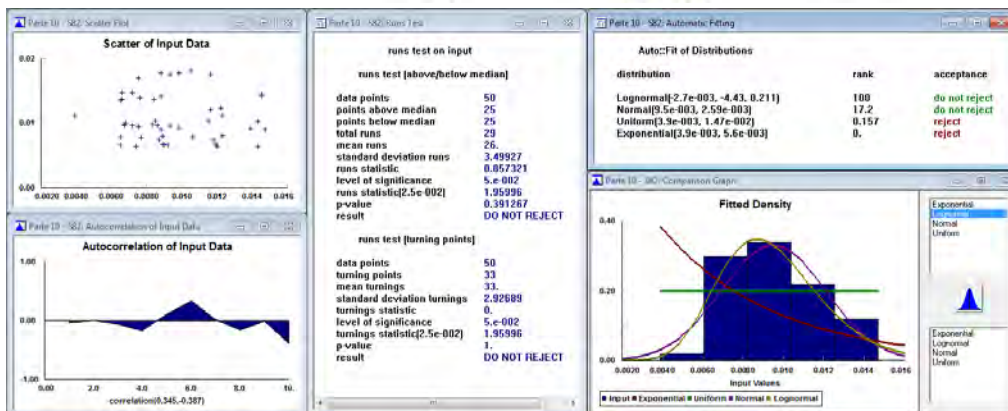 Parte 10 - S82: Scatter Plot
Scatter of Input Data
0.02
0.01
0.00
0.0020 0.0040 0.0060 0.0080 0.010 0.012 0.014 0.016
Parte 10 - S82: Autocorrelation of Input Data
Autocorrelation of Input Data
1.00
0.00
-1.00
0.00 2.0 4.0 6.0 8.0 10.
correlation(0.345,-0.387)
Parte 10 - S82: Runs Test
runs test on input
runs test (above/below median)
data points 50
points above median 25
points below median 25
total runs 29
mean runs 26.
standard deviation runs 3.49927
runs statistic 0.857321
level of significance 5.e-002
runs statistic(2.5e-002) 1.95996
p-value 0.391267
result DO NOT REJECT
runs test (turning points)
data points 50
turning points 33
mean turnings 33.
standard deviation turnings 2.92689
turnings statistic 0.
level of significance 5.e-002
turnings statistic(2.5e-002) 1.95996
p-value 1.
result DO NOT REJECT
Parte 10 - S82: Automatic Fitting
Auto::Fit of Distributions
distribution rank acceptance
Lognormal(-2.7e-003, -4.43, 0.211) 100 do not reject
Normal(9.5e-003, 2.59e-003) 17.2 do not reject
Uniform(3.9e-003, 1.47e-002) 0.157 reject
Exponential(3.9e-003, 5.6e-003) 0. reject
Comparison Graph
Fitted Density
0.40
0.20
0.00
0.0020 0.0040 0.0060 0.0080 0.010 0.012 0.014 0.016
Input Values
Input Exponential Uniform Normal Lognormal
Exponential
Lognormal
Normal
Uniform
Exponential
Lognormal
Normal
Uniform